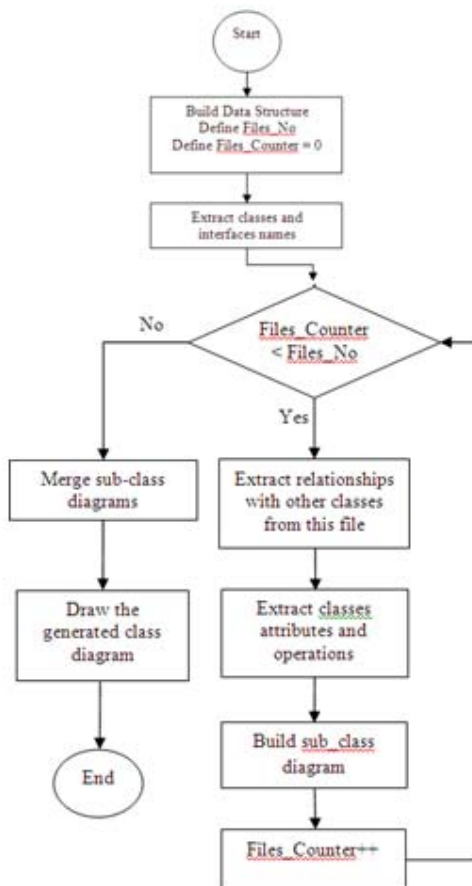 Start
Build Data Structure
Define Files_No
Define Files_Counter = 0
Extract classes and
interfaces names
Files_Counter
< Files_No
No
Yes
Merge sub-class
diagrams
Extract relationships
with other classes
from this file
Draw the
generated class
diagram
Extract classes
attributes and
operations
End
Build sub_class
diagram
Files_Counter++